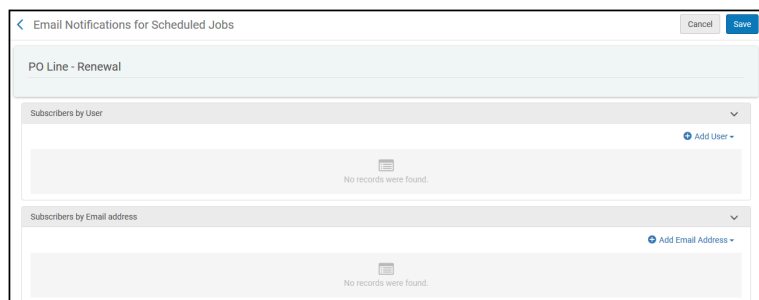 Email Notifications for Scheduled Jobs Cancel Save
PO Line - Renewal
Subscribers by User
Add User
No records were found.
Subscribers by Email address
Add Email Address
No records were found.